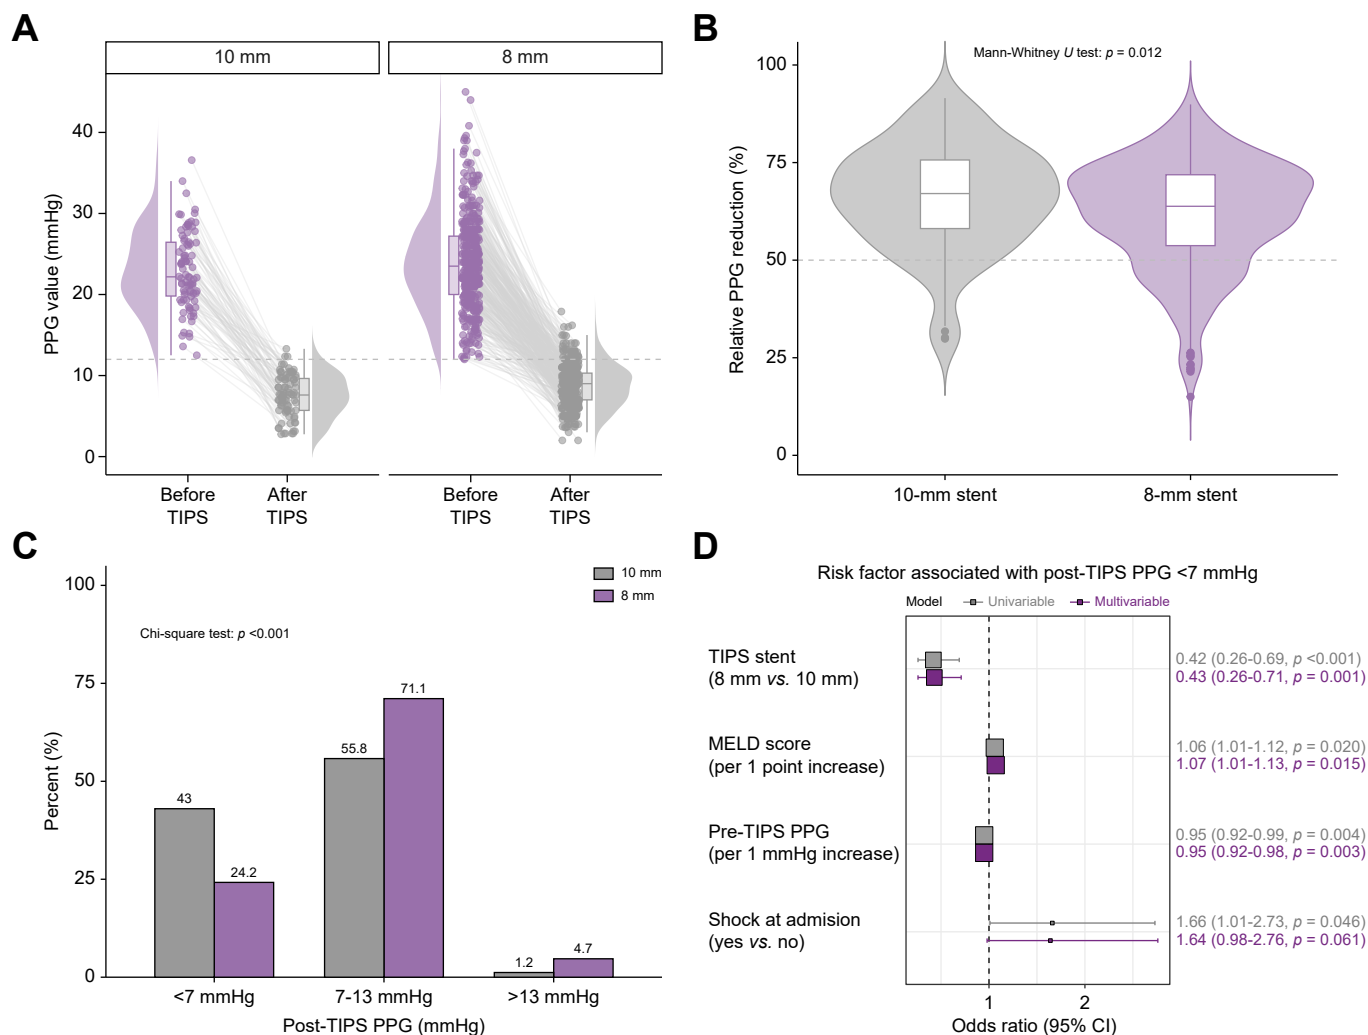 A
10 mm
8 mm
PPG value (mmHg)
40
30
20
10
0
Before
TIPS
After
TIPS
Before
TIPS
After
TIPS
B
Mann-Whitney U test: p = 0.012
Relative PPG reduction (%)
100
75
50
25
0
10-mm stent
8-mm stent
C
10 mm
8 mm
Chi-square test: p <0.001
Percent (%)
100
75
50
25
0
43
24.2
55.8
71.1
1.2
4.7
<7 mmHg
7-13 mmHg
>13 mmHg
Post-TIPS PPG (mmHg)
D
Risk factor associated with post-TIPS PPG <7 mmHg
Model Univariable Multivariable
TIPS stent
(8 mm vs. 10 mm)
0.42 (0.26-0.69, p <0.001)
0.43 (0.26-0.71, p = 0.001)
MELD score
(per 1 point increase)
1.06 (1.01-1.12, p = 0.020)
1.07 (1.01-1.13, p = 0.015)
Pre-TIPS PPG
(per 1 mmHg increase)
0.95 (0.92-0.99, p = 0.004)
0.95 (0.92-0.98, p = 0.003)
Shock at admision
(yes vs. no)
1.66 (1.01-2.73, p = 0.046)
1.64 (0.98-2.76, p = 0.061)
1
2
Odds ratio (95% CI)